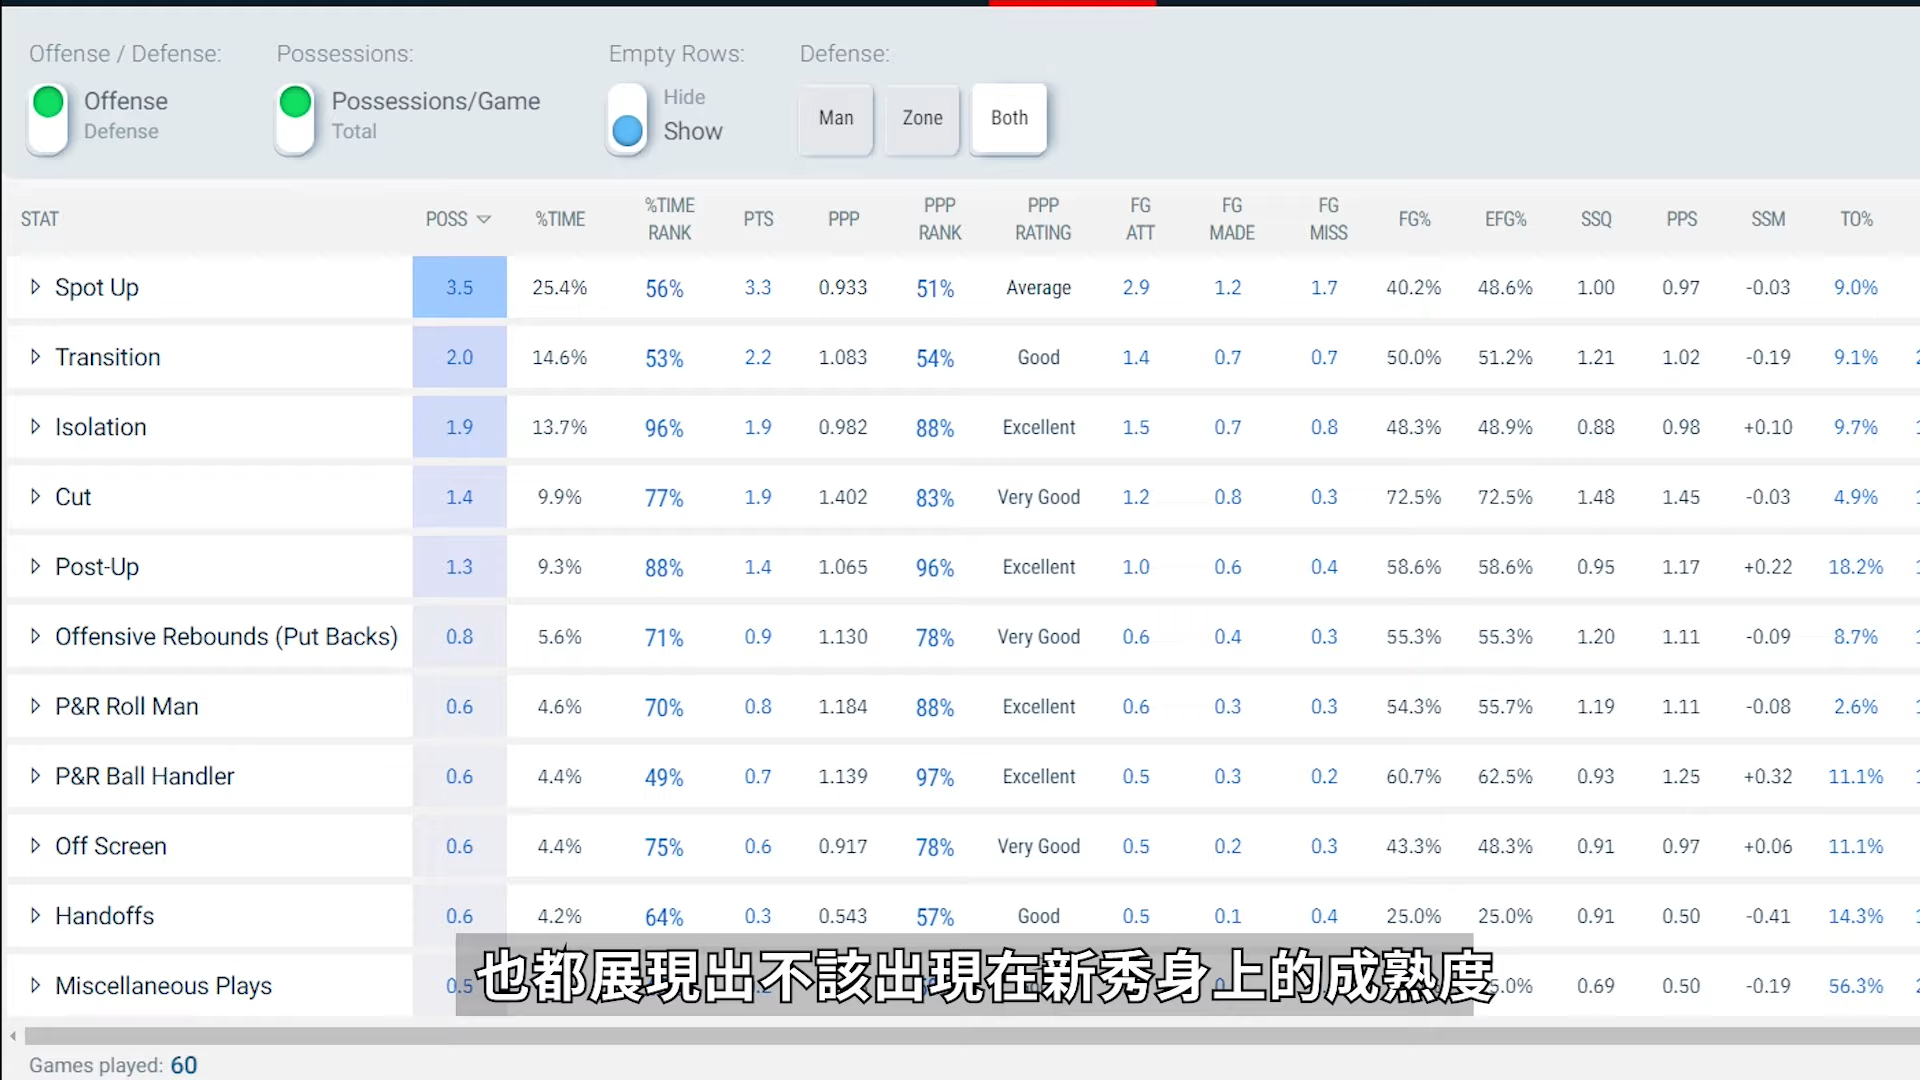 Offense / Defense: Possessions: Empty Rows: Defense:
Offense Possessions/Game Hide Man Zone Both
Defense Total Show
STAT POSS %TIME %TIME RANK PTS PPP PPP RANK PPP RATING FG ATT FG MADE FG MISS FG% EFG% SSQ PPS SSM TO%
Spot Up 3.5 25.4% 56% 3.3 0.933 51% Average 2.9 1.2 1.7 40.2% 48.6% 1.00 0.97 -0.03 9.0%
Transition 2.0 14.6% 53% 2.2 1.083 54% Good 1.4 0.7 0.7 50.0% 51.2% 1.21 1.02 -0.19 9.1%
Isolation 1.9 13.7% 96% 1.9 0.982 88% Excellent 1.5 0.7 0.8 48.3% 48.9% 0.88 0.98 +0.10 9.7%
Cut 1.4 9.9% 77% 1.9 1.402 83% Very Good 1.2 0.8 0.3 72.5% 72.5% 1.48 1.45 -0.03 4.9%
Post-Up 1.3 9.3% 88% 1.4 1.065 96% Excellent 1.0 0.6 0.4 58.6% 58.6% 0.95 1.17 +0.22 18.2%
Offensive Rebounds (Put Backs) 0.8 5.6% 71% 0.9 1.130 78% Very Good 0.6 0.4 0.3 55.3% 55.3% 1.20 1.11 -0.09 8.7%
P&R Roll Man 0.6 4.6% 70% 0.8 1.184 88% Excellent 0.6 0.3 0.3 54.3% 55.7% 1.19 1.11 -0.08 2.6%
P&R Ball Handler 0.6 4.4% 49% 0.7 1.139 97% Excellent 0.5 0.3 0.2 60.7% 62.5% 0.93 1.25 +0.32 11.1%
Off Screen 0.6 4.4% 75% 0.6 0.917 78% Very Good 0.5 0.2 0.3 43.3% 48.3% 0.91 0.97 +0.06 11.1%
Handoffs 0.6 4.2% 64% 0.3 0.543 57% Good 0.5 0.1 0.4 25.0% 25.0% 0.91 0.50 -0.41 14.3%
Miscellaneous Plays 0.5 0.69 0.50 -0.19 56.3%
也都展現出不該出現在新秀身上的成熟度
Games played: 60